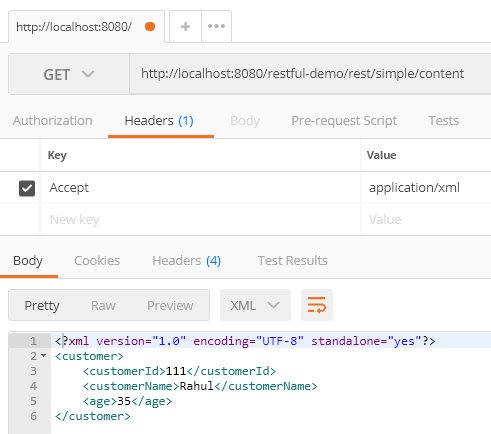 http://localhost:8080/ + •••
GET http://localhost:8080/restful-demo/rest/simple/content
Authorization Headers (1) Body Pre-request Script Tests
Key Value
Accept application/xml
New key Value
Body Cookies Headers (4) Test Results
Pretty Raw Preview XML
1 <?xml version="1.0" encoding="UTF-8" standalone="yes"?>
2 <customer>
3 <customerId>111</customerId>
4 <customerName>Rahul</customerName>
5 <age>35</age>
6 </customer>